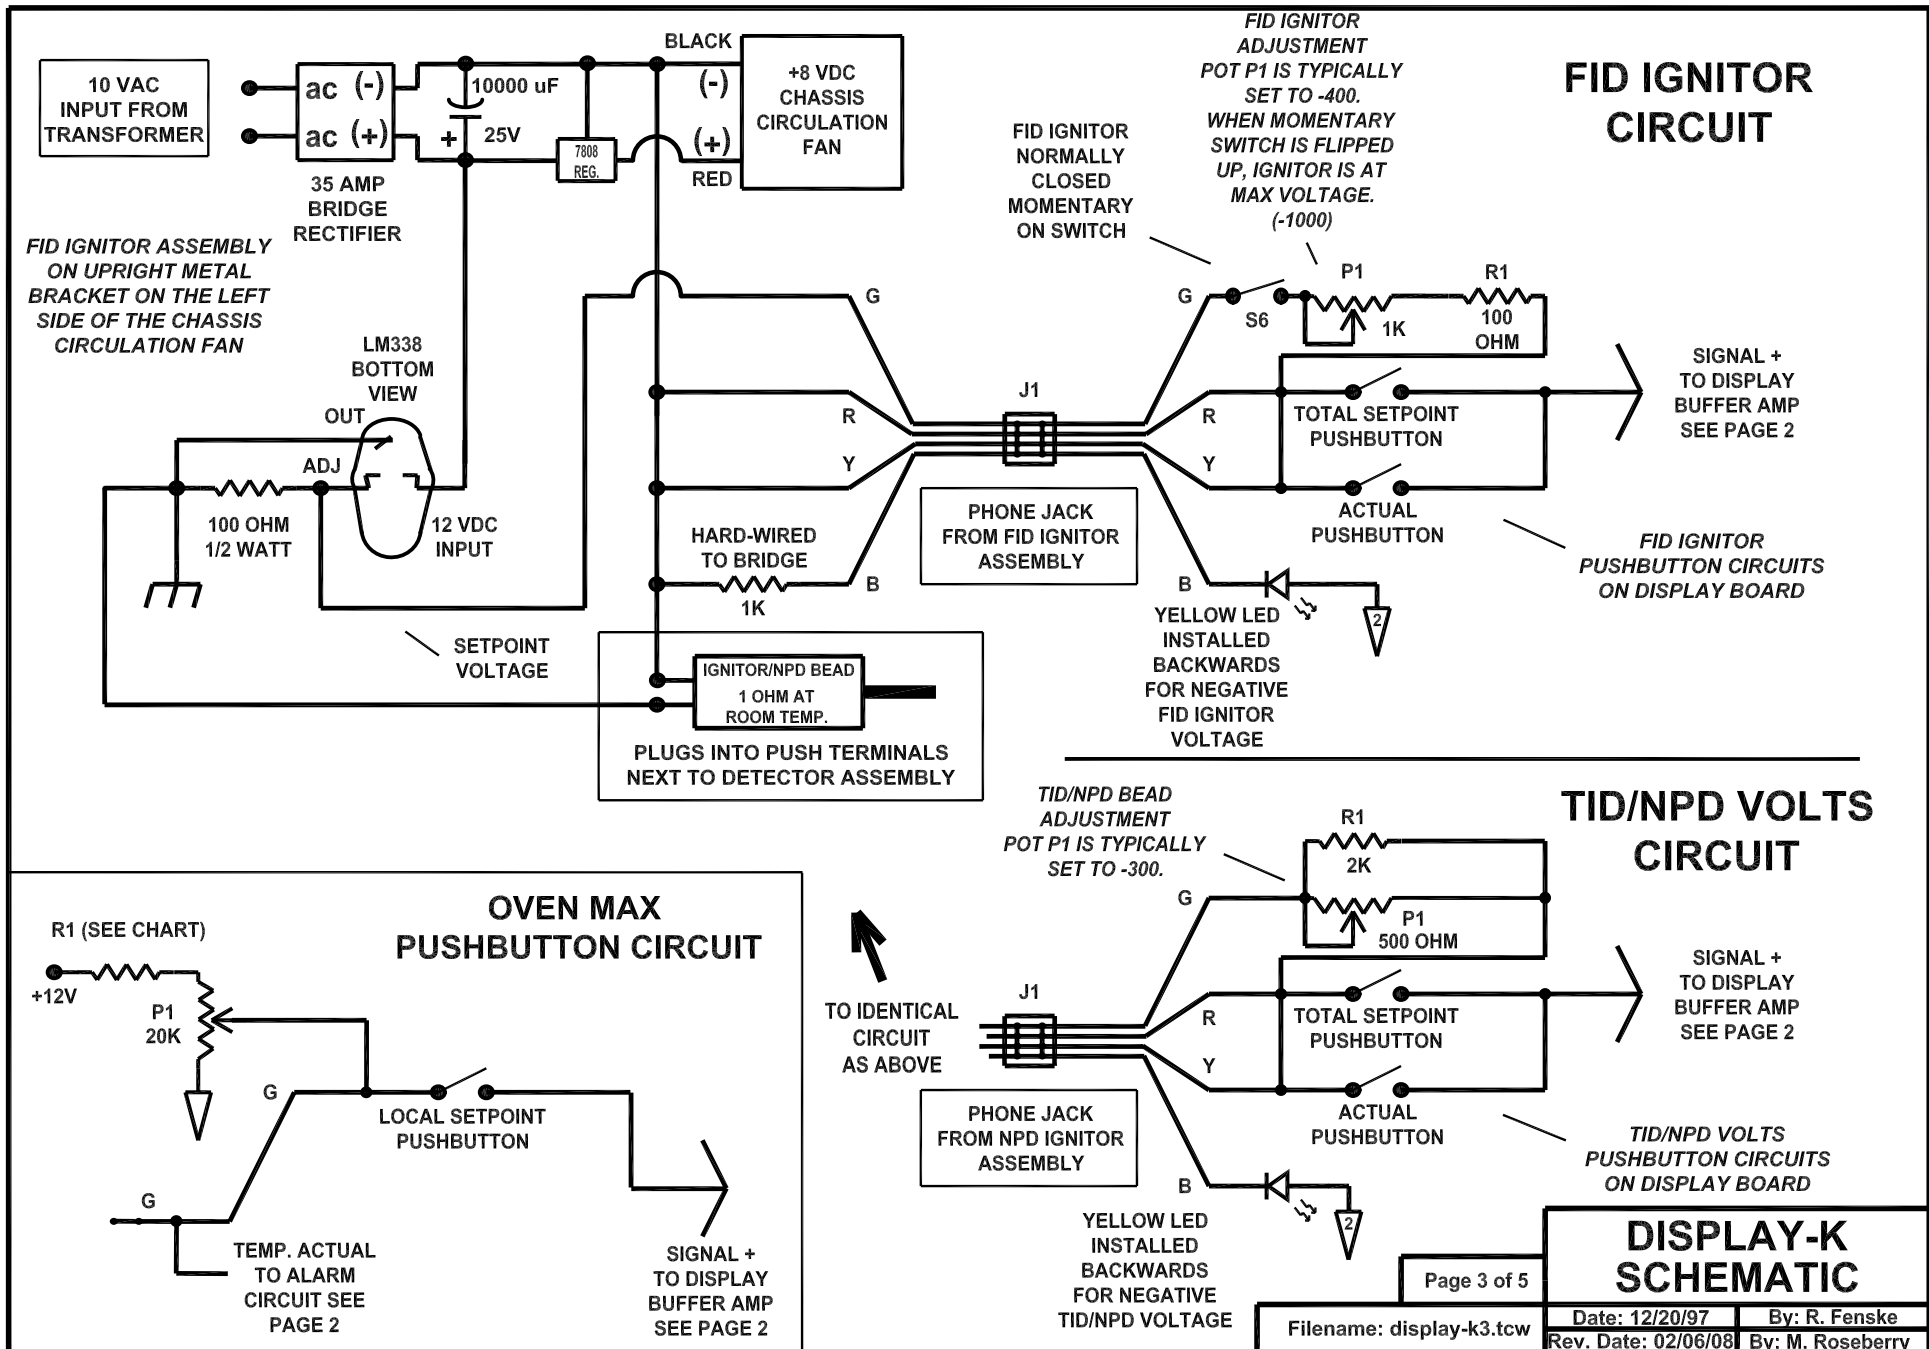 10 VAC
INPUT FROM
TRANSFORMER
ac (-)
ac (+)
35 AMP
BRIDGE
RECTIFIER
10000 uF
+
25V
7808
REG.
BLACK
(-)
(+)
RED
+8 VDC
CHASSIS
CIRCULATION
FAN
FID IGNITOR
NORMALLY
CLOSED
MOMENTARY
ON SWITCH
FID IGNITOR
ADJUSTMENT
POT P1 IS TYPICALLY
SET TO -400.
WHEN MOMENTARY
SWITCH IS FLIPPED
UP, IGNITOR IS AT
MAX VOLTAGE.
(-1000)
FID IGNITOR
CIRCUIT
FID IGNITOR ASSEMBLY
ON UPRIGHT METAL
BRACKET ON THE LEFT
SIDE OF THE CHASSIS
CIRCULATION FAN
LM338
BOTTOM
VIEW
OUT
ADJ
100 OHM
1/2 WATT
12 VDC
INPUT
SETPOINT
VOLTAGE
G
R
Y
B
HARD-WIRED
TO BRIDGE
1K
IGNITOR/NPD BEAD
1 OHM AT
ROOM TEMP.
PLUGS INTO PUSH TERMINALS
NEXT TO DETECTOR ASSEMBLY
J1
PHONE JACK
FROM FID IGNITOR
ASSEMBLY
G
S6
P1
1K
R1
100
OHM
R
TOTAL SETPOINT
PUSHBUTTON
Y
ACTUAL
PUSHBUTTON
SIGNAL +
TO DISPLAY
BUFFER AMP
SEE PAGE 2
FID IGNITOR
PUSHBUTTON CIRCUITS
ON DISPLAY BOARD
B
2
YELLOW LED
INSTALLED
BACKWARDS
FOR NEGATIVE
FID IGNITOR
VOLTAGE
TID/NPD BEAD
ADJUSTMENT
POT P1 IS TYPICALLY
SET TO -300.
TID/NPD VOLTS
CIRCUIT
R1
2K
G
P1
500 OHM
TO IDENTICAL
CIRCUIT
AS ABOVE
J1
R
TOTAL SETPOINT
PUSHBUTTON
Y
ACTUAL
PUSHBUTTON
SIGNAL +
TO DISPLAY
BUFFER AMP
SEE PAGE 2
PHONE JACK
FROM NPD IGNITOR
ASSEMBLY
TID/NPD VOLTS
PUSHBUTTON CIRCUITS
ON DISPLAY BOARD
B
2
YELLOW LED
INSTALLED
BACKWARDS
FOR NEGATIVE
TID/NPD VOLTAGE
OVEN MAX
PUSHBUTTON CIRCUIT
R1 (SEE CHART)
+12V
P1
20K
G
LOCAL SETPOINT
PUSHBUTTON
G
TEMP. ACTUAL
TO ALARM
CIRCUIT SEE
PAGE 2
SIGNAL +
TO DISPLAY
BUFFER AMP
SEE PAGE 2
DISPLAY-K
SCHEMATIC
Page 3 of 5
Filename: display-k3.tcw
Date: 12/20/97
By: R. Fenske
Rev. Date: 02/06/08
By: M. Roseberry